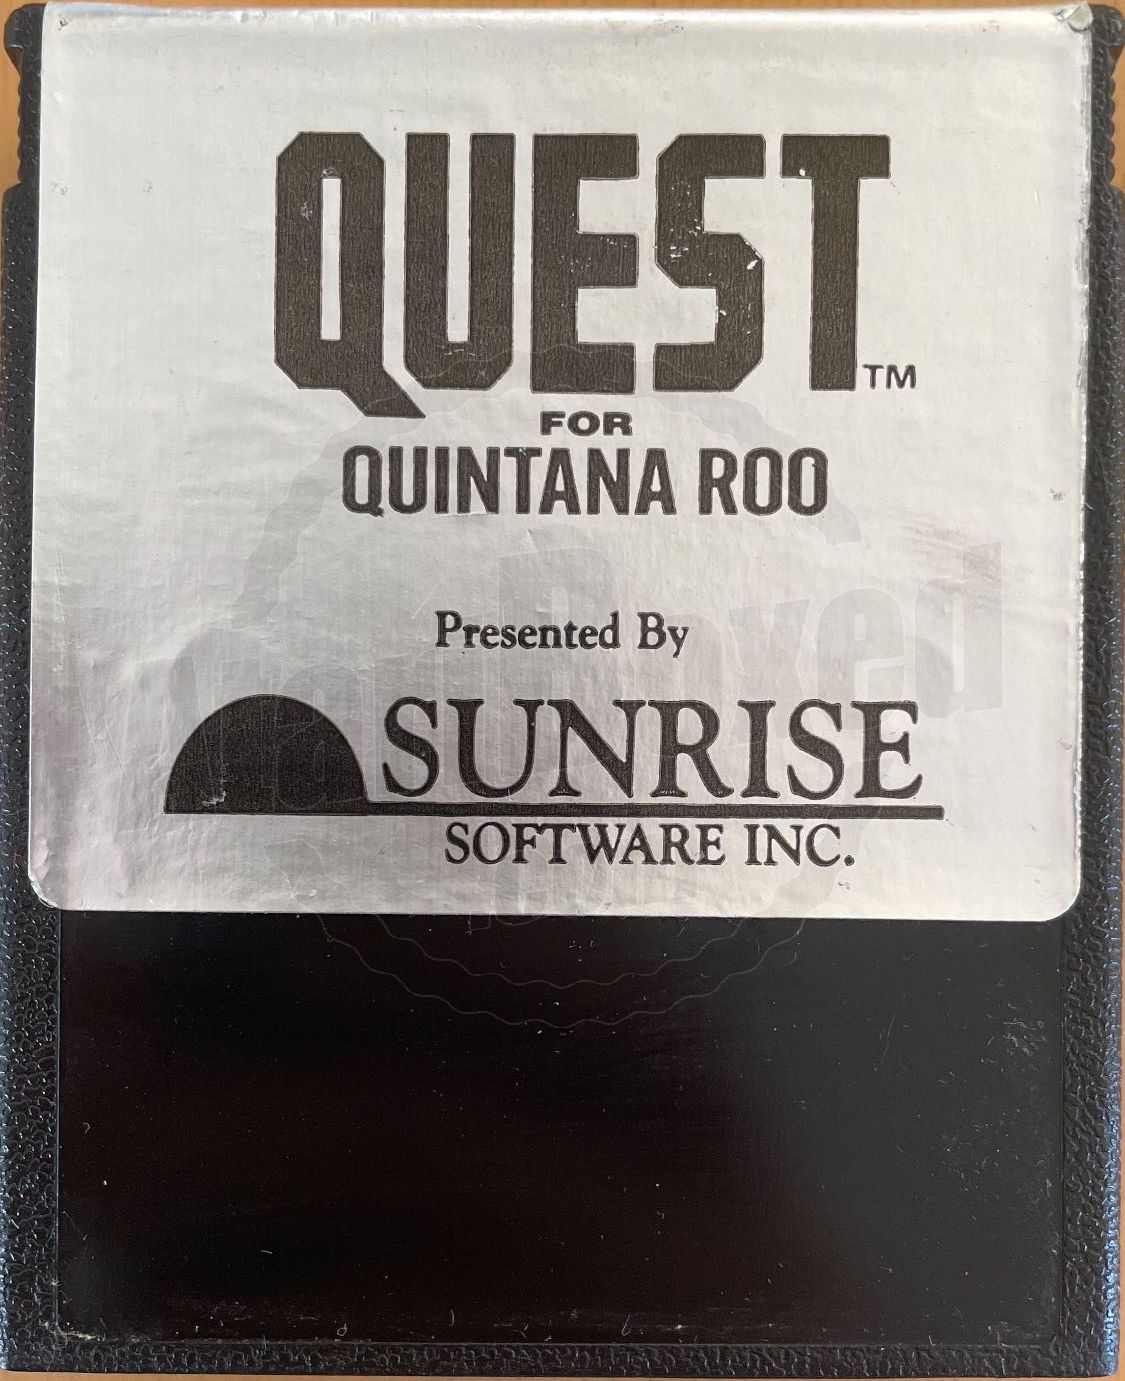 QUEST™
FOR
QUINTANA ROO
Presented By
SUNRISE
SOFTWARE INC.